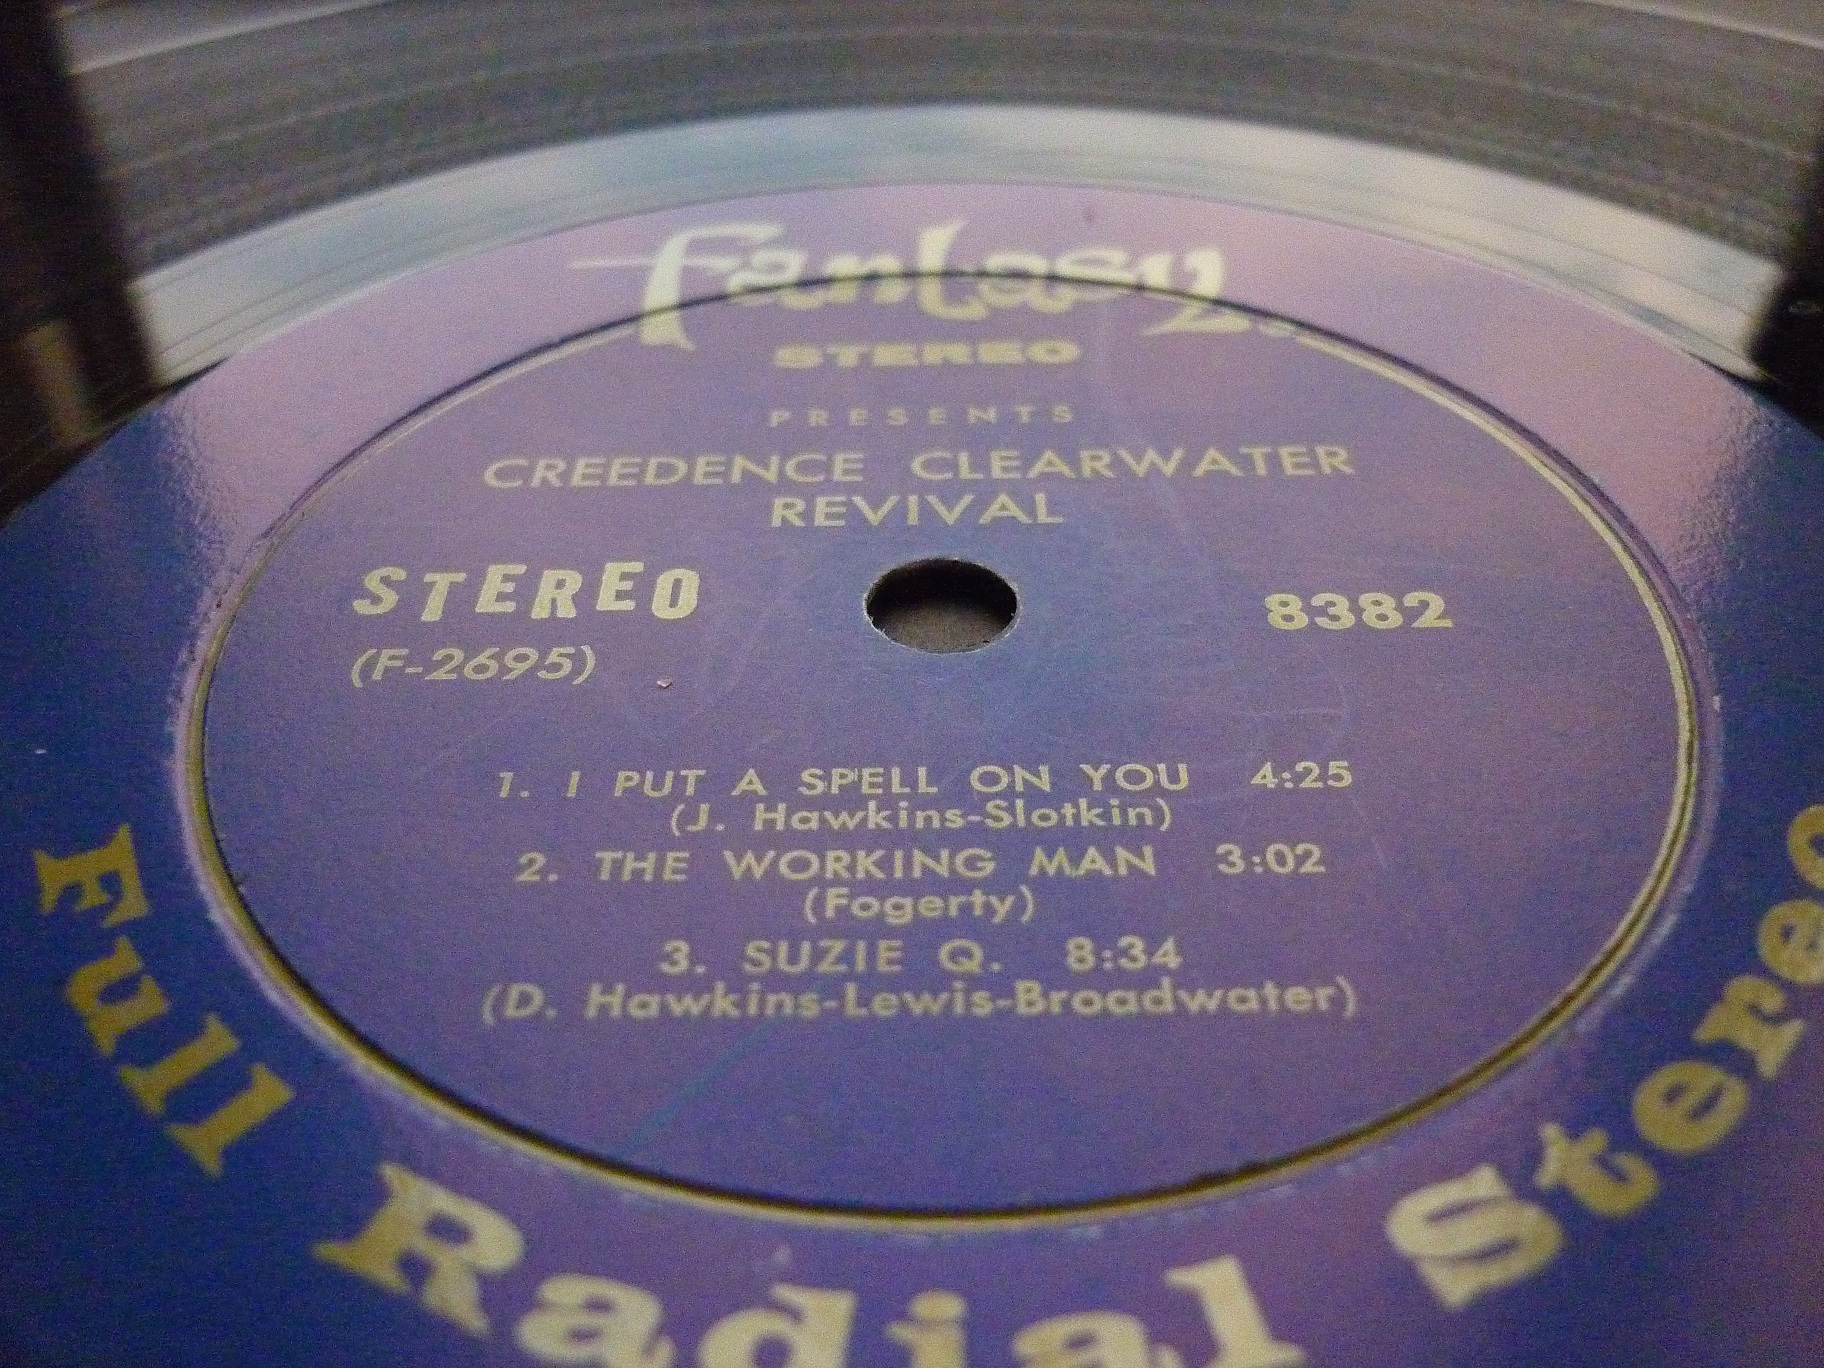 Fantasy
STEREO
PRESENTS
CREEDENCE CLEARWATER
REVIVAL
STEREO
8382
(F-2695)
1. I PUT A SPELL ON YOU 4:25
(J. Hawkins-Slotkin)
2. THE WORKING MAN 3:02
(Fogerty)
3. SUZIE Q. 8:34
(D. Hawkins-Lewis-Broadwater)
Full Radial Stereo